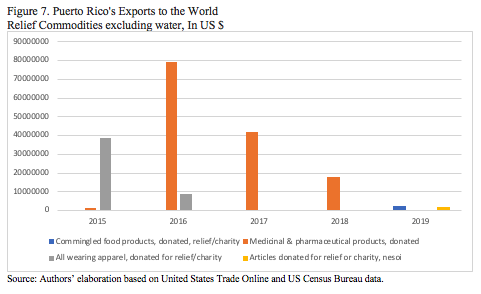 Figure 7. Puerto Rico's Exports to the World
Relief Commodities excluding water, In US $
90000000
80000000
70000000
60000000
50000000
40000000
30000000
20000000
10000000
0
2015 2016 2017 2018 2019
Commingled food products, donated, relief/charity Medicinal & pharmaceutical products, donated
All wearing apparel, donated for relief/charity Articles donated for relief or charity, nesoi
Source: Authors' elaboration based on United States Trade Online and US Census Bureau data.